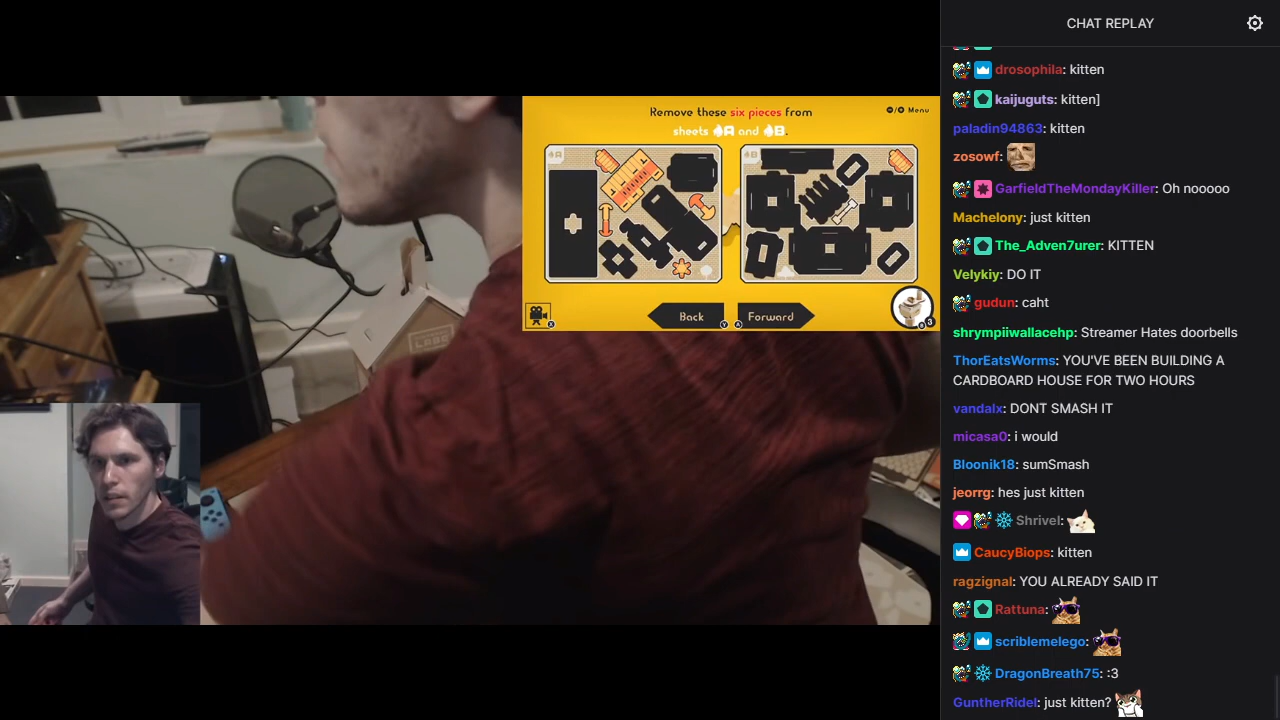 CHAT REPLAY
Remove these six pieces from
sheets A and B.
Menu
A
B
Back
Forward
X
Y
A
3
LABO
drosophila: kitten
kaijuguts: kitten]
paladin94863: kitten
zosowf:
GarfieldTheMondayKiller: Oh nooooo
Machelony: just kitten
The_Adven7urer: KITTEN
Velykiy: DO IT
gudun: caht
shrympiiwallacehp: Streamer Hates doorbells
ThorEatsWorms: YOU'VE BEEN BUILDING A
CARDBOARD HOUSE FOR TWO HOURS
vandalx: DONT SMASH IT
micasa0: i would
Bloonik18: sumSmash
jeorrg: hes just kitten
Shrivel:
CaucyBiops: kitten
ragzignal: YOU ALREADY SAID IT
Rattuna:
scriblemelego:
DragonBreath75: :3
GuntherRidel: just kitten?